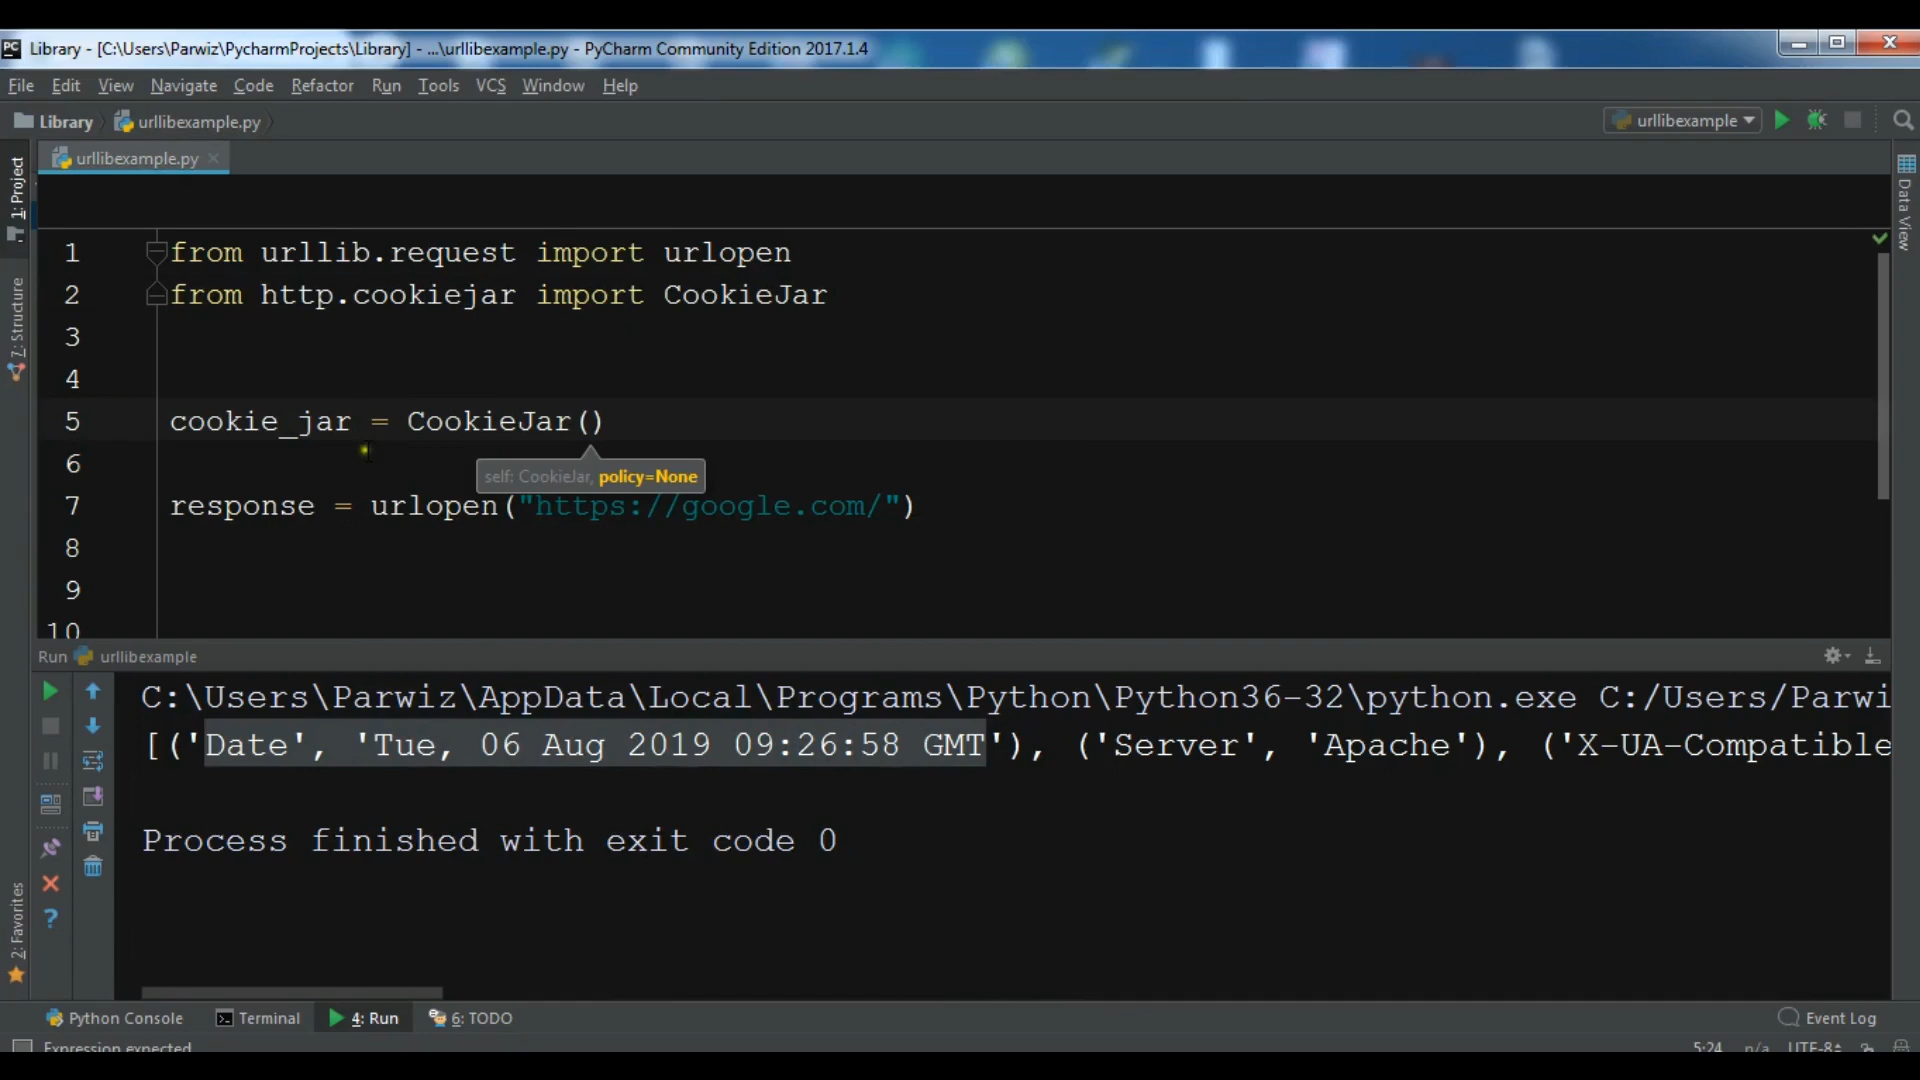 Library - [C:\Users\Parwiz\PycharmProjects\Library] - ...\urllibexample.py - PyCharm Community Edition 2017.1.4
File Edit View Navigate Code Refactor Run Tools VCS Window Help
Library urllibexample.py urllibexample
urllibexample.py
1: Project
7: Structure
2: Favorites
Data View
1 from urllib.request import urlopen
2 from http.cookiejar import CookieJar
3
4
5 cookie_jar = CookieJar()
6
self: CookieJar, policy=None
7 response = urlopen("https://google.com/")
8
9
10
Run urllibexample
C:\Users\Parwiz\AppData\Local\Programs\Python\Python36-32\python.exe C:/Users/Parwi
[('Date', 'Tue, 06 Aug 2019 09:26:58 GMT'), ('Server', 'Apache'), ('X-UA-Compatible
Process finished with exit code 0
Python Console Terminal 4: Run 6: TODO Event Log
Expression expected 5:24 n/a UTF-8